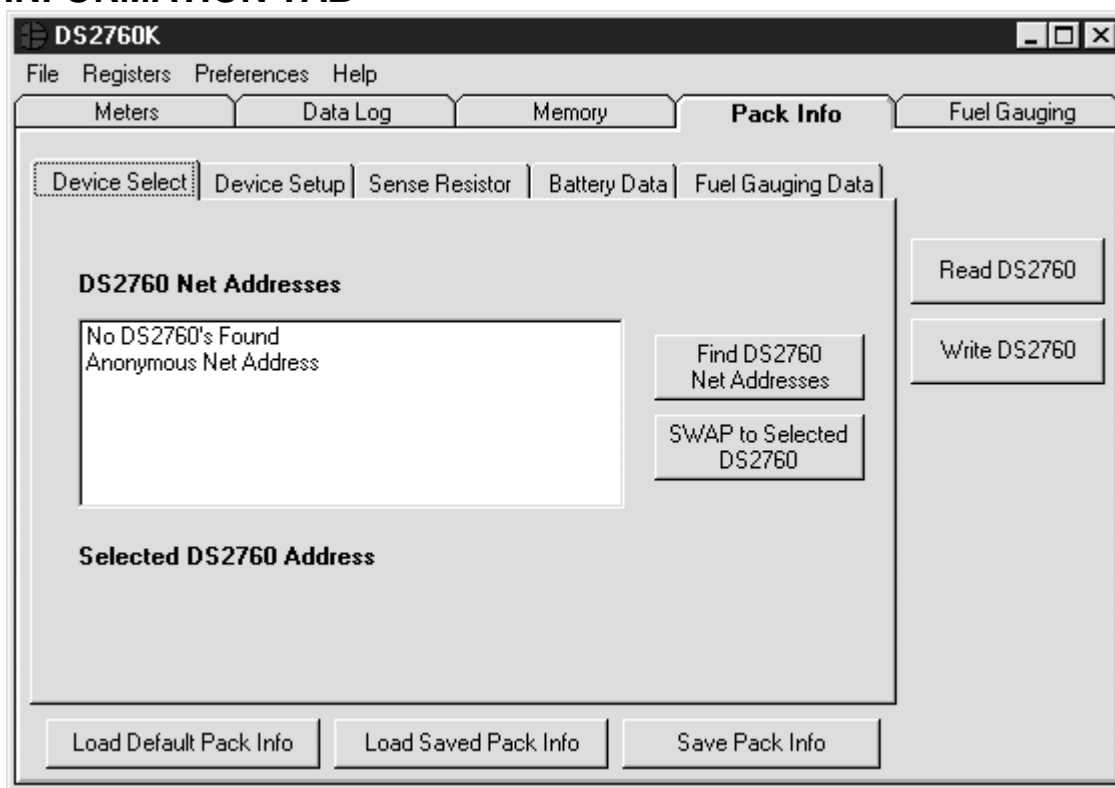 INFORMATION TAB
DS2760K
File Registers Preferences Help
Meters Data Log Memory Pack Info Fuel Gauging
Device Select Device Setup Sense Resistor Battery Data Fuel Gauging Data
DS2760 Net Addresses
No DS2760's Found
Anonymous Net Address
Find DS2760
Net Addresses
SWAP to Selected
DS2760
Read DS2760
Write DS2760
Selected DS2760 Address
Load Default Pack Info Load Saved Pack Info Save Pack Info